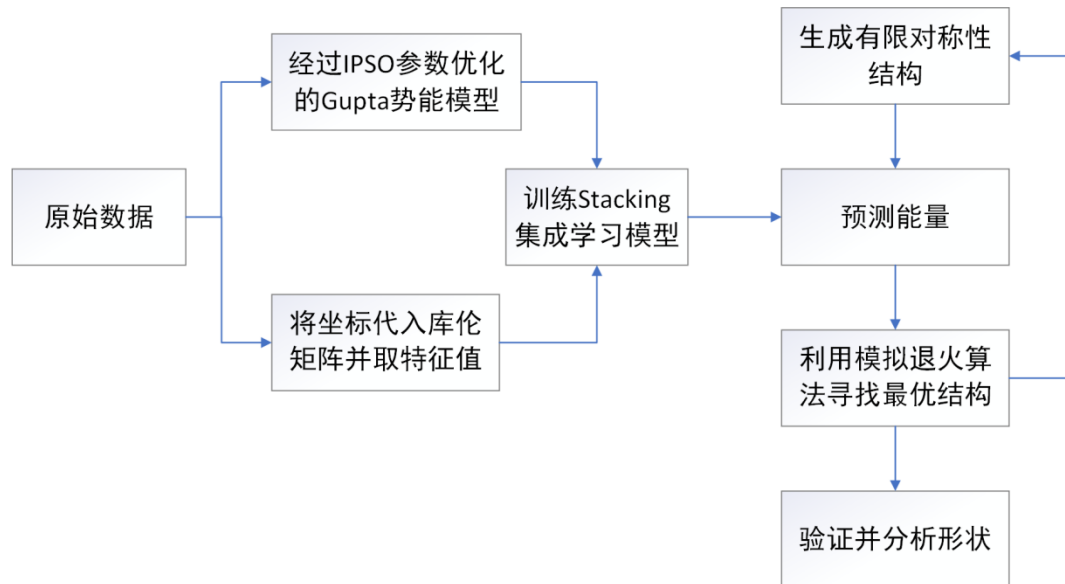 原始数据
经过IPSO参数优化
的Gupta势能模型
将坐标代入库伦
矩阵并取特征值
训练Stacking
集成学习模型
生成有限对称性
结构
预测能量
利用模拟退火算
法寻找最优结构
验证并分析形状